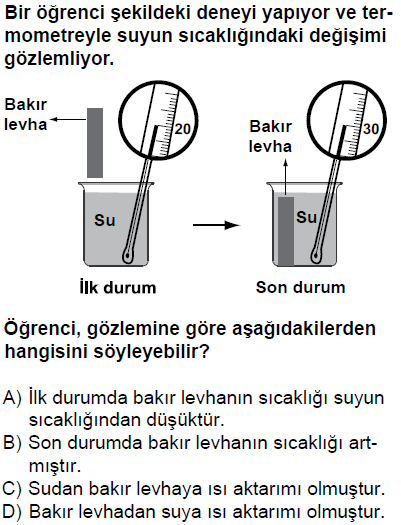 Bir öğrenci şekildeki deneyi yapıyor ve ter-
mometreyle suyun sıcaklığındaki değişimi
gözlemliyor.
Bakır
levha
20
Su
İlk durum
Bakır
levha
30
Su
Son durum
Öğrenci, gözlemine göre aşağıdakilerden
hangisini söyleyebilir?
A) İlk durumda bakır levhanın sıcaklığı suyun
sıcaklığından düşüktür.
B) Son durumda bakır levhanın sıcaklığı art-
mıştır.
C) Sudan bakır levhaya ısı aktarımı olmuştur.
D) Bakır levhadan suya ısı aktarımı olmuştur.